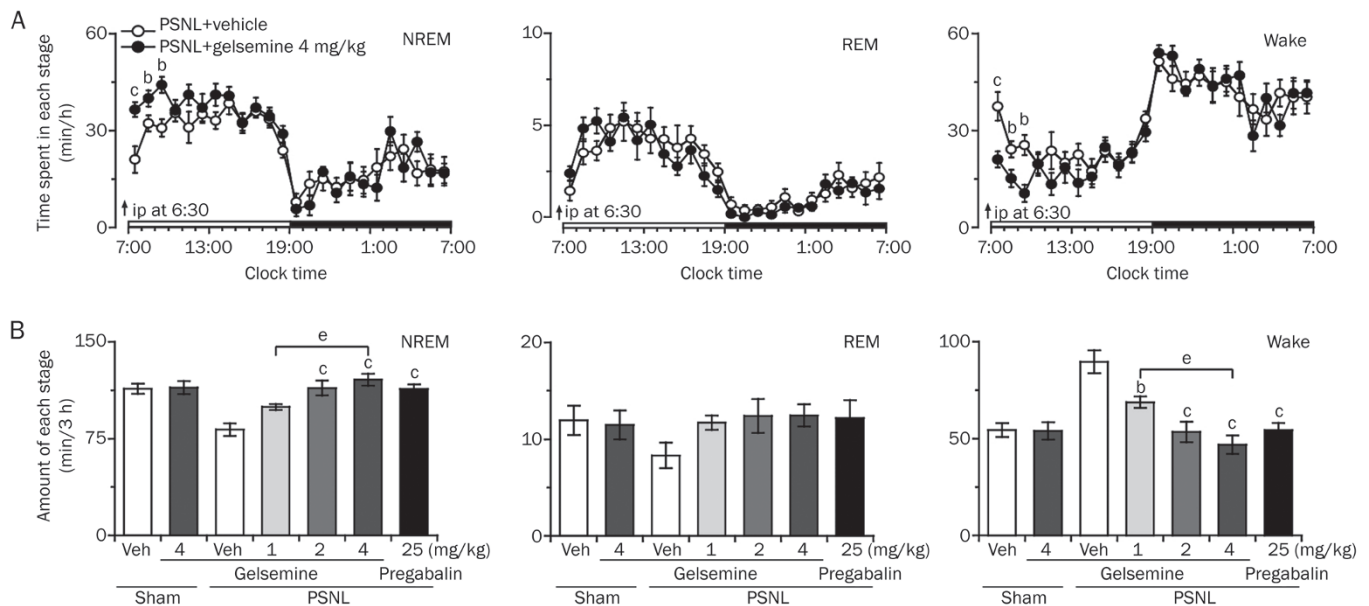 A
PSNL+vehicle
PSNL+gelsemine 4 mg/kg
NREM
REM
Wake
Time spent in each stage
(min/h)
60
30
0
c b b
ip at 6:30
7:00 13:00 19:00 1:00 7:00
Clock time
10
5
0
ip at 6:30
7:00 13:00 19:00 1:00 7:00
Clock time
60
30
0
c
b b
ip at 6:30
7:00 13:00 19:00 1:00 7:00
Clock time
B
Amount of each stage
(min/3 h)
NREM
150
75
0
e
c c c
Veh 4 Veh 1 2 4 25 (mg/kg)
Gelsemine Pregabalin
Sham PSNL
REM
20
10
0
Veh 4 Veh 1 2 4 25 (mg/kg)
Gelsemine Pregabalin
Sham PSNL
Wake
100
50
0
e
b c c c
Veh 4 Veh 1 2 4 25 (mg/kg)
Gelsemine Pregabalin
Sham PSNL